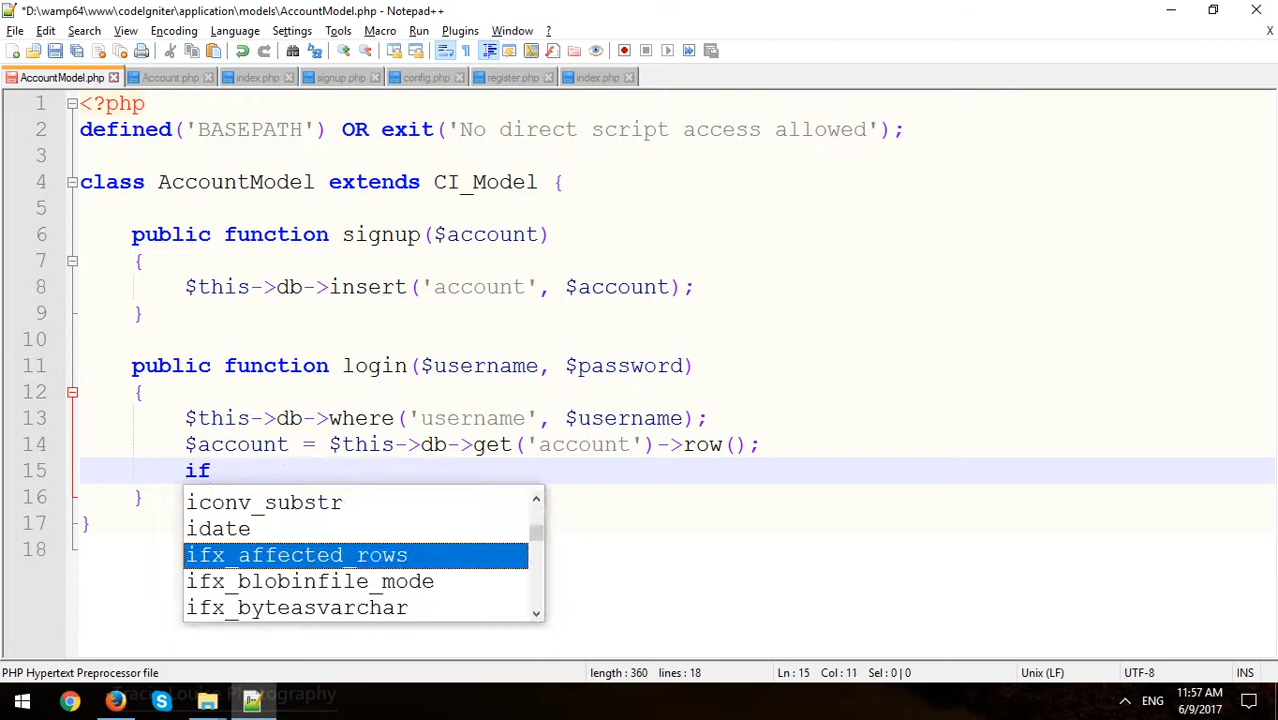 *D:\wamp64\www\codeIgniter\application\models\AccountModel.php - Notepad++
File Edit Search View Encoding Language Settings Tools Macro Run Plugins Window ? X
AccountModel.php Account.php index.php signup.php config.php register.php index.php
1 <?php
2 defined('BASEPATH') OR exit('No direct script access allowed');
3
4 class AccountModel extends CI_Model {
5
6 public function signup($account)
7 {
8 $this->db->insert('account', $account);
9 }
10
11 public function login($username, $password)
12 {
13 $this->db->where('username', $username);
14 $account = $this->db->get('account')->row();
15 if
16 }
17 }
18
iconv_substr
idate
ifx_affected_rows
ifx_blobinfile_mode
ifx_byteasvarchar
PHP Hypertext Preprocessor file length : 360 lines : 18 Ln : 15 Col : 11 Sel : 0 | 0 Unix (LF) UTF-8 INS
Photography
ENG
11:57 AM
6/9/2017